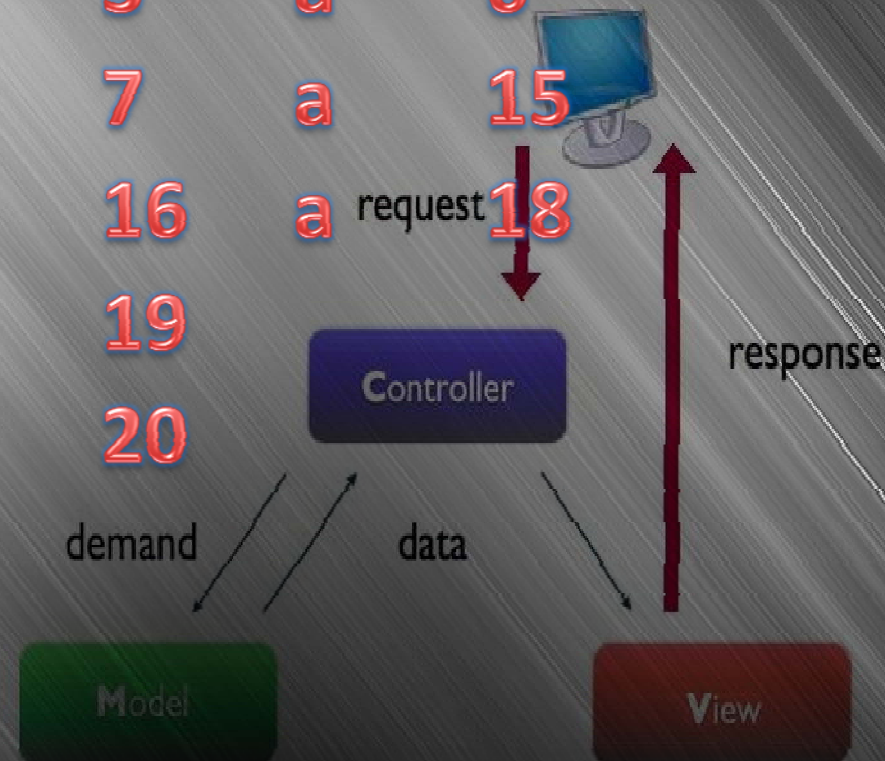 7 a 15
request
16 a 18
19
response
Controller
20
demand
data
Model
View